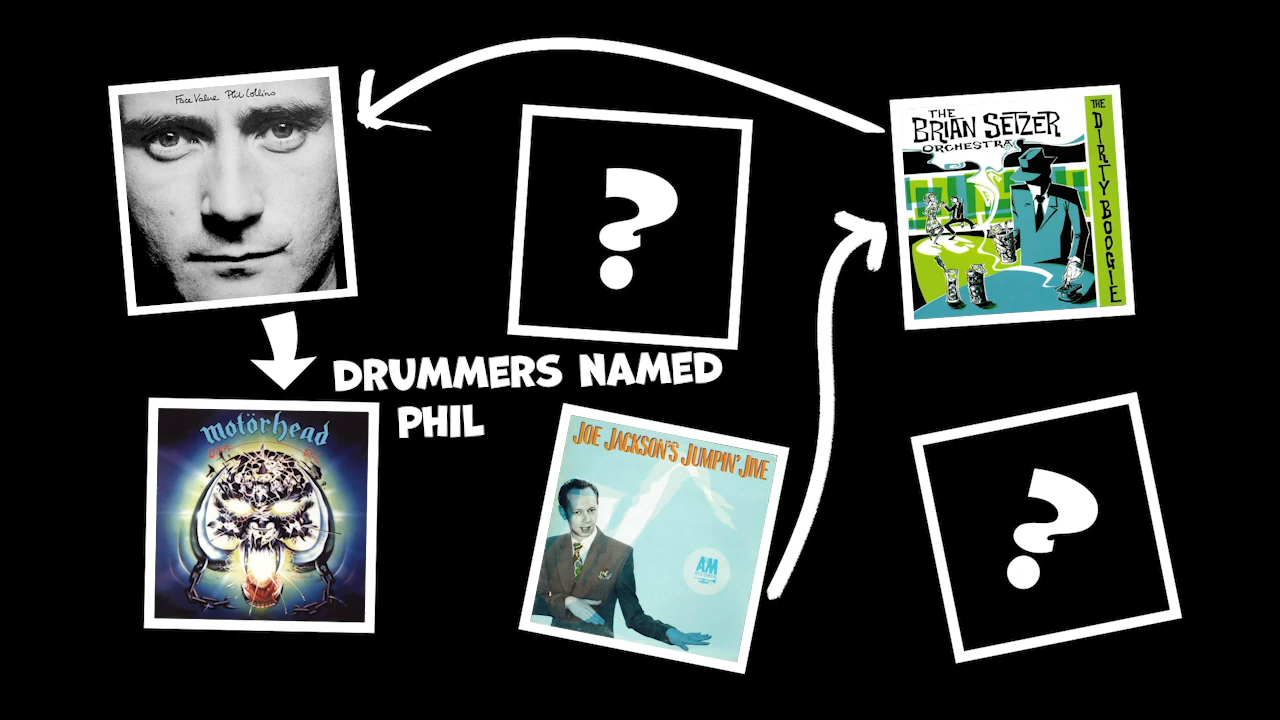 Face Value Phil Collins
?
THE
BRIAN SETZER
ORCHESTRA
THE
DIRTY BOOGIE
DRUMMERS NAMED
PHIL
motörhead
JOE JACKSON'S JUMPIN' JIVE
A&M
RECORDS
?